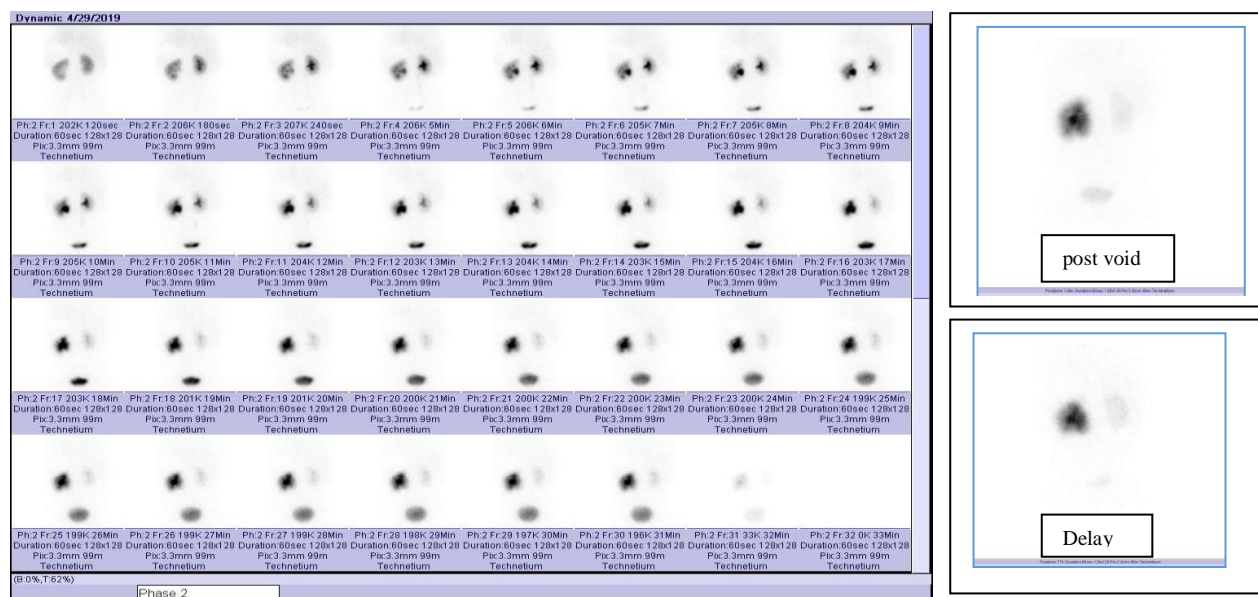 Dynamic 4/29/2019
Ph:2 Fr:1 202K 120sec
Duration:60sec 128x128
Pix:3.3mm 99m
Technetium
Ph:2 Fr:2 206K 180sec
Duration:60sec 128x128
Pix:3.3mm 99m
Technetium
Ph:2 Fr:3 207K 240sec
Duration:60sec 128x128
Pix:3.3mm 99m
Technetium
Ph:2 Fr:4 206K 5Min
Duration:60sec 128x128
Pix:3.3mm 99m
Technetium
Ph:2 Fr:5 206K 6Min
Duration:60sec 128x128
Pix:3.3mm 99m
Technetium
Ph:2 Fr:6 205K 7Min
Duration:60sec 128x128
Pix:3.3mm 99m
Technetium
Ph:2 Fr:7 205K 8Min
Duration:60sec 128x128
Pix:3.3mm 99m
Technetium
Ph:2 Fr:8 204K 9Min
Duration:60sec 128x128
Pix:3.3mm 99m
Technetium
Ph:2 Fr:9 205K 10Min
Duration:60sec 128x128
Pix:3.3mm 99m
Technetium
Ph:2 Fr:10 205K 11Min
Duration:60sec 128x128
Pix:3.3mm 99m
Technetium
Ph:2 Fr:11 204K 12Min
Duration:60sec 128x128
Pix:3.3mm 99m
Technetium
Ph:2 Fr:12 203K 13Min
Duration:60sec 128x128
Pix:3.3mm 99m
Technetium
Ph:2 Fr:13 204K 14Min
Duration:60sec 128x128
Pix:3.3mm 99m
Technetium
Ph:2 Fr:14 203K 15Min
Duration:60sec 128x128
Pix:3.3mm 99m
Technetium
Ph:2 Fr:15 204K 16Min
Duration:60sec 128x128
Pix:3.3mm 99m
Technetium
Ph:2 Fr:16 203K 17Min
Duration:60sec 128x128
Pix:3.3mm 99m
Technetium
Ph:2 Fr:17 203K 18Min
Duration:60sec 128x128
Pix:3.3mm 99m
Technetium
Ph:2 Fr:18 201K 19Min
Duration:60sec 128x128
Pix:3.3mm 99m
Technetium
Ph:2 Fr:19 201K 20Min
Duration:60sec 128x128
Pix:3.3mm 99m
Technetium
Ph:2 Fr:20 200K 21Min
Duration:60sec 128x128
Pix:3.3mm 99m
Technetium
Ph:2 Fr:21 200K 22Min
Duration:60sec 128x128
Pix:3.3mm 99m
Technetium
Ph:2 Fr:22 200K 23Min
Duration:60sec 128x128
Pix:3.3mm 99m
Technetium
Ph:2 Fr:23 200K 24Min
Duration:60sec 128x128
Pix:3.3mm 99m
Technetium
Ph:2 Fr:24 199K 25Min
Duration:60sec 128x128
Pix:3.3mm 99m
Technetium
Ph:2 Fr:25 199K 26Min
Duration:60sec 128x128
Pix:3.3mm 99m
Technetium
Ph:2 Fr:26 199K 27Min
Duration:60sec 128x128
Pix:3.3mm 99m
Technetium
Ph:2 Fr:27 199K 28Min
Duration:60sec 128x128
Pix:3.3mm 99m
Technetium
Ph:2 Fr:28 198K 29Min
Duration:60sec 128x128
Pix:3.3mm 99m
Technetium
Ph:2 Fr:29 197K 30Min
Duration:60sec 128x128
Pix:3.3mm 99m
Technetium
Ph:2 Fr:30 196K 31Min
Duration:60sec 128x128
Pix:3.3mm 99m
Technetium
Ph:2 Fr:31 33K 32Min
Duration:60sec 128x128
Pix:3.3mm 99m
Technetium
Ph:2 Fr:32 0K 33Min
Duration:60sec 128x128
Pix:3.3mm 99m
Technetium
(B:0%,T:62%)
Phase 2
post void
Delay